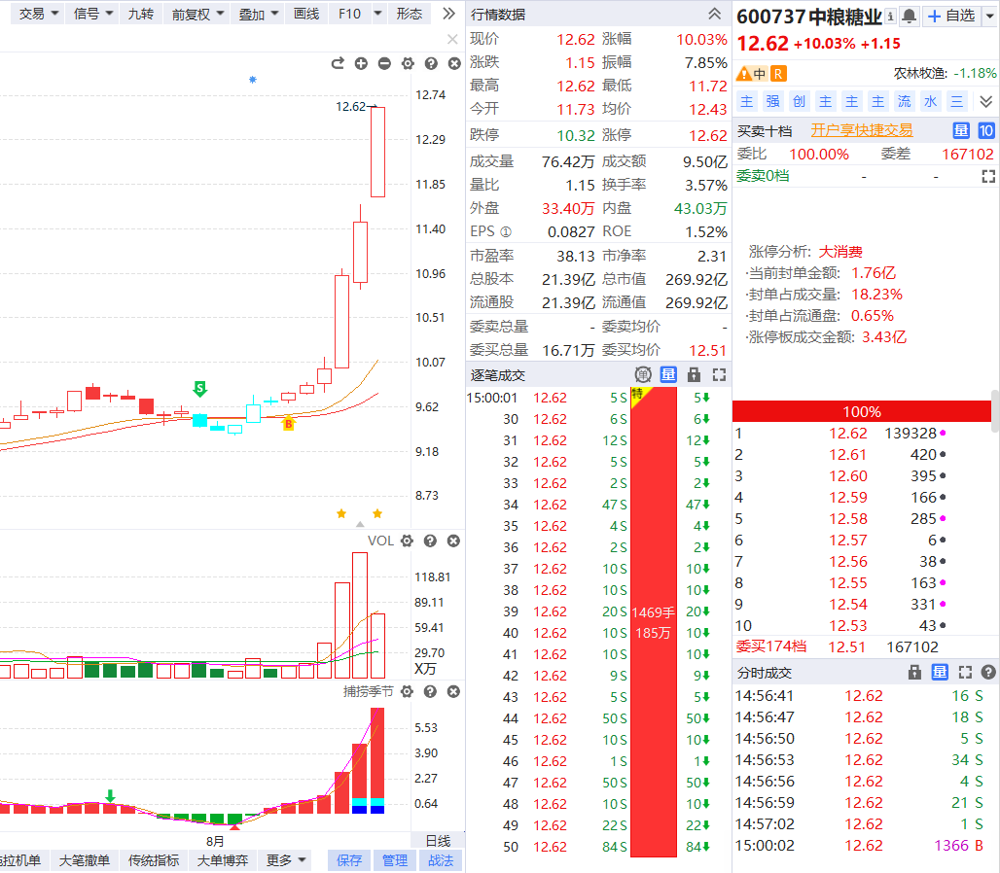 交易 信号 九转 前复权 叠加 画线 F10 形态
12.74
12.62
12.29
11.85
11.40
10.96
10.51
10.07
S
9.62
B
9.18
8.73
VOL
118.81
89.11
59.41
29.70
X万
捕捞季节
5.53
3.90
2.27
0.64
8月 日线
拉机单 大笔撤单 传统指标 大单博弈 更多 保存 管理 战法
行情数据
现价 12.62 涨幅 10.03%
涨跌 1.15 振幅 7.85%
最高 12.62 最低 11.72
今开 11.73 均价 12.43
跌停 10.32 涨停 12.62
成交量 76.42万 成交额 9.50亿
量比 1.15 换手率 3.57%
外盘 33.40万 内盘 43.03万
EPS ① 0.0827 ROE 1.52%
市盈率 38.13 市净率 2.31
总股本 21.39亿 总市值 269.92亿
流通股 21.39亿 流通值 269.92亿
委卖总量 - 委卖均价 -
委买总量 16.71万 委买均价 12.51
逐笔成交 单
15:00:01 12.62 5 S 特 5
30 12.62 6 S 6
31 12.62 12 S 12
32 12.62 5 S 5
33 12.62 2 S 2
34 12.62 47 S 47
35 12.62 4 S 4
36 12.62 2 S 2
37 12.62 10 S 10
38 12.62 10 S 10
39 12.62 20 S 1469手 20
40 12.62 10 S 185万 10
41 12.62 10 S 10
42 12.62 9 S 9
43 12.62 5 S 5
44 12.62 50 S 50
45 12.62 10 S 10
46 12.62 1 S 1
47 12.62 50 S 50
48 12.62 10 S 10
49 12.62 22 S 22
50 12.62 84 S 84
600737 中粮糖业 自选
12.62 +10.03% +1.15
中 R 农林牧渔: -1.18%
主 强 创 主 主 主 流 水 三
买卖十档 开户享快捷交易 量 10
委比 100.00% 委差 167102
委卖0档 - -
涨停分析: 大消费
·当前封单金额: 1.76亿
·封单占成交量: 18.23%
·封单占流通盘: 0.65%
·涨停板成交金额: 3.43亿
100%
1 12.62 139328
2 12.61 420
3 12.60 395
4 12.59 166
5 12.58 285
6 12.57 6
7 12.56 38
8 12.55 163
9 12.54 331
10 12.53 43
委买174档 12.51 167102
分时成交
14:56:41 12.62 16 S
14:56:47 12.62 18 S
14:56:50 12.62 5 S
14:56:53 12.62 34 S
14:56:56 12.62 4 S
14:56:59 12.62 21 S
14:57:02 12.62 1 S
15:00:02 12.62 1366 B